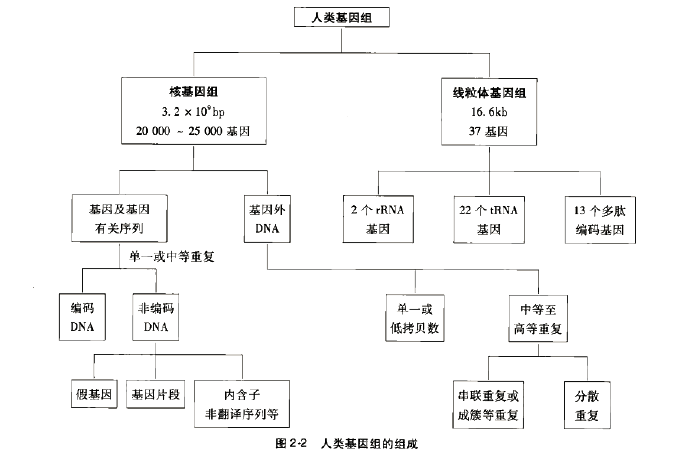 人类基因组
核基因组
3.2 × 10⁹bp
20 000 ~ 25 000 基因
线粒体基因组
16.6kb
37 基因
基因及基因
有关序列
基因外
DNA
2 个 rRNA
基因
22 个 tRNA
基因
13 个多肽
编码基因
单一或中等重复
编码
DNA
非编码
DNA
单一或
低拷贝数
中等至
高等重复
假基因
基因片段
内含子
非翻译序列等
串联重复或
成簇等重复
分散
重复
图 2-2 人类基因组的组成